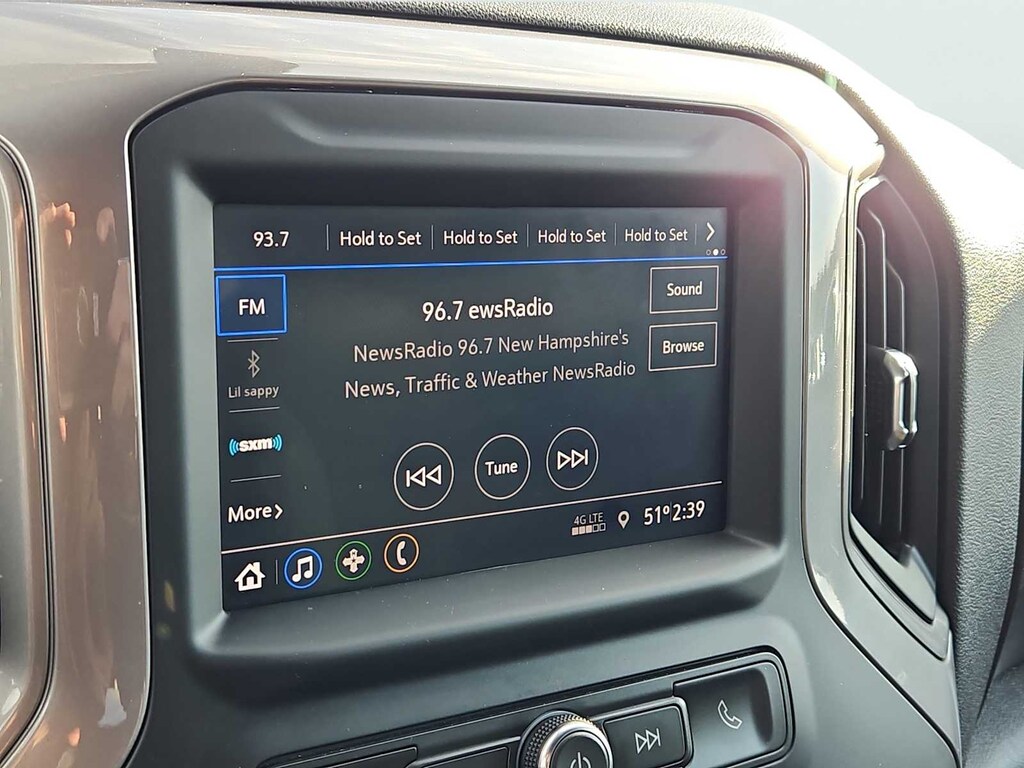 93.7 Hold to Set Hold to Set Hold to Set Hold to Set
FM
96.7 ewsRadio
Sound
NewsRadio 96.7 New Hampshire's
News, Traffic & Weather NewsRadio
Browse
Lil sappy
sxm
Tune
More
4G LTE
51° 2:39